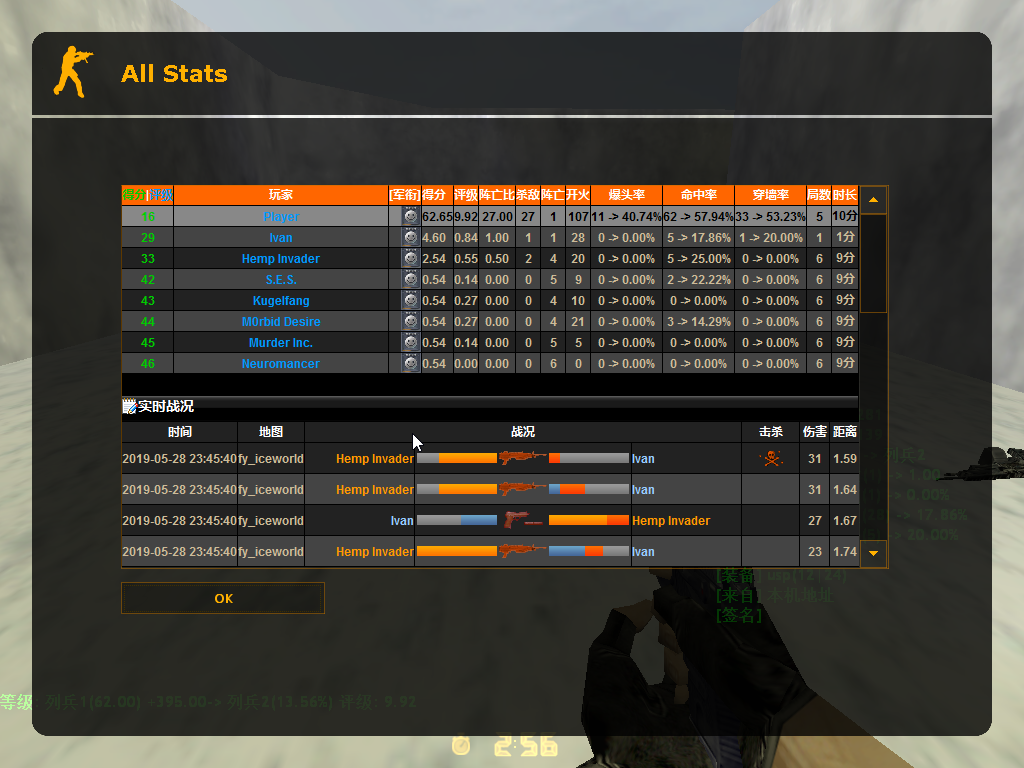 All Stats
得分|评级 玩家 [军衔] 得分 评级 阵亡比 杀敌 阵亡 开火 爆头率 命中率 穿墙率 局数 时长
16 Player 62.65 9.92 27.00 27 1 107 11 -> 40.74% 62 -> 57.94% 33 -> 53.23% 5 10分
29 Ivan 4.60 0.84 1.00 1 1 28 0 -> 0.00% 5 -> 17.86% 1 -> 20.00% 1 1分
33 Hemp Invader 2.54 0.55 0.50 2 4 20 0 -> 0.00% 5 -> 25.00% 0 -> 0.00% 6 9分
42 S.E.S. 0.54 0.14 0.00 0 5 9 0 -> 0.00% 2 -> 22.22% 0 -> 0.00% 6 9分
43 Kugelfang 0.54 0.27 0.00 0 4 10 0 -> 0.00% 0 -> 0.00% 0 -> 0.00% 6 9分
44 M0rbid Desire 0.54 0.27 0.00 0 4 21 0 -> 0.00% 3 -> 14.29% 0 -> 0.00% 6 9分
45 Murder Inc. 0.54 0.14 0.00 0 5 5 0 -> 0.00% 0 -> 0.00% 0 -> 0.00% 6 9分
46 Neuromancer 0.54 0.00 0.00 0 6 0 0 -> 0.00% 0 -> 0.00% 0 -> 0.00% 6 9分
实时战况
时间 地图 战况 击杀 伤害 距离
2019-05-28 23:45:40 fy_iceworld Hemp Invader Ivan 31 1.59
2019-05-28 23:45:40 fy_iceworld Hemp Invader Ivan 31 1.64
2019-05-28 23:45:40 fy_iceworld Ivan Hemp Invader 27 1.67
2019-05-28 23:45:40 fy_iceworld Hemp Invader Ivan 23 1.74
OK
[装备] usp(12|24)
[来自] 本机地址
[签名]
等级: 列兵1(62.00) +395.00-> 列兵2(13.56%) 评级: 9.92
2:56